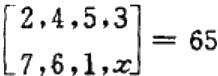 [2,4,5,3
7,6,1,x] = 65